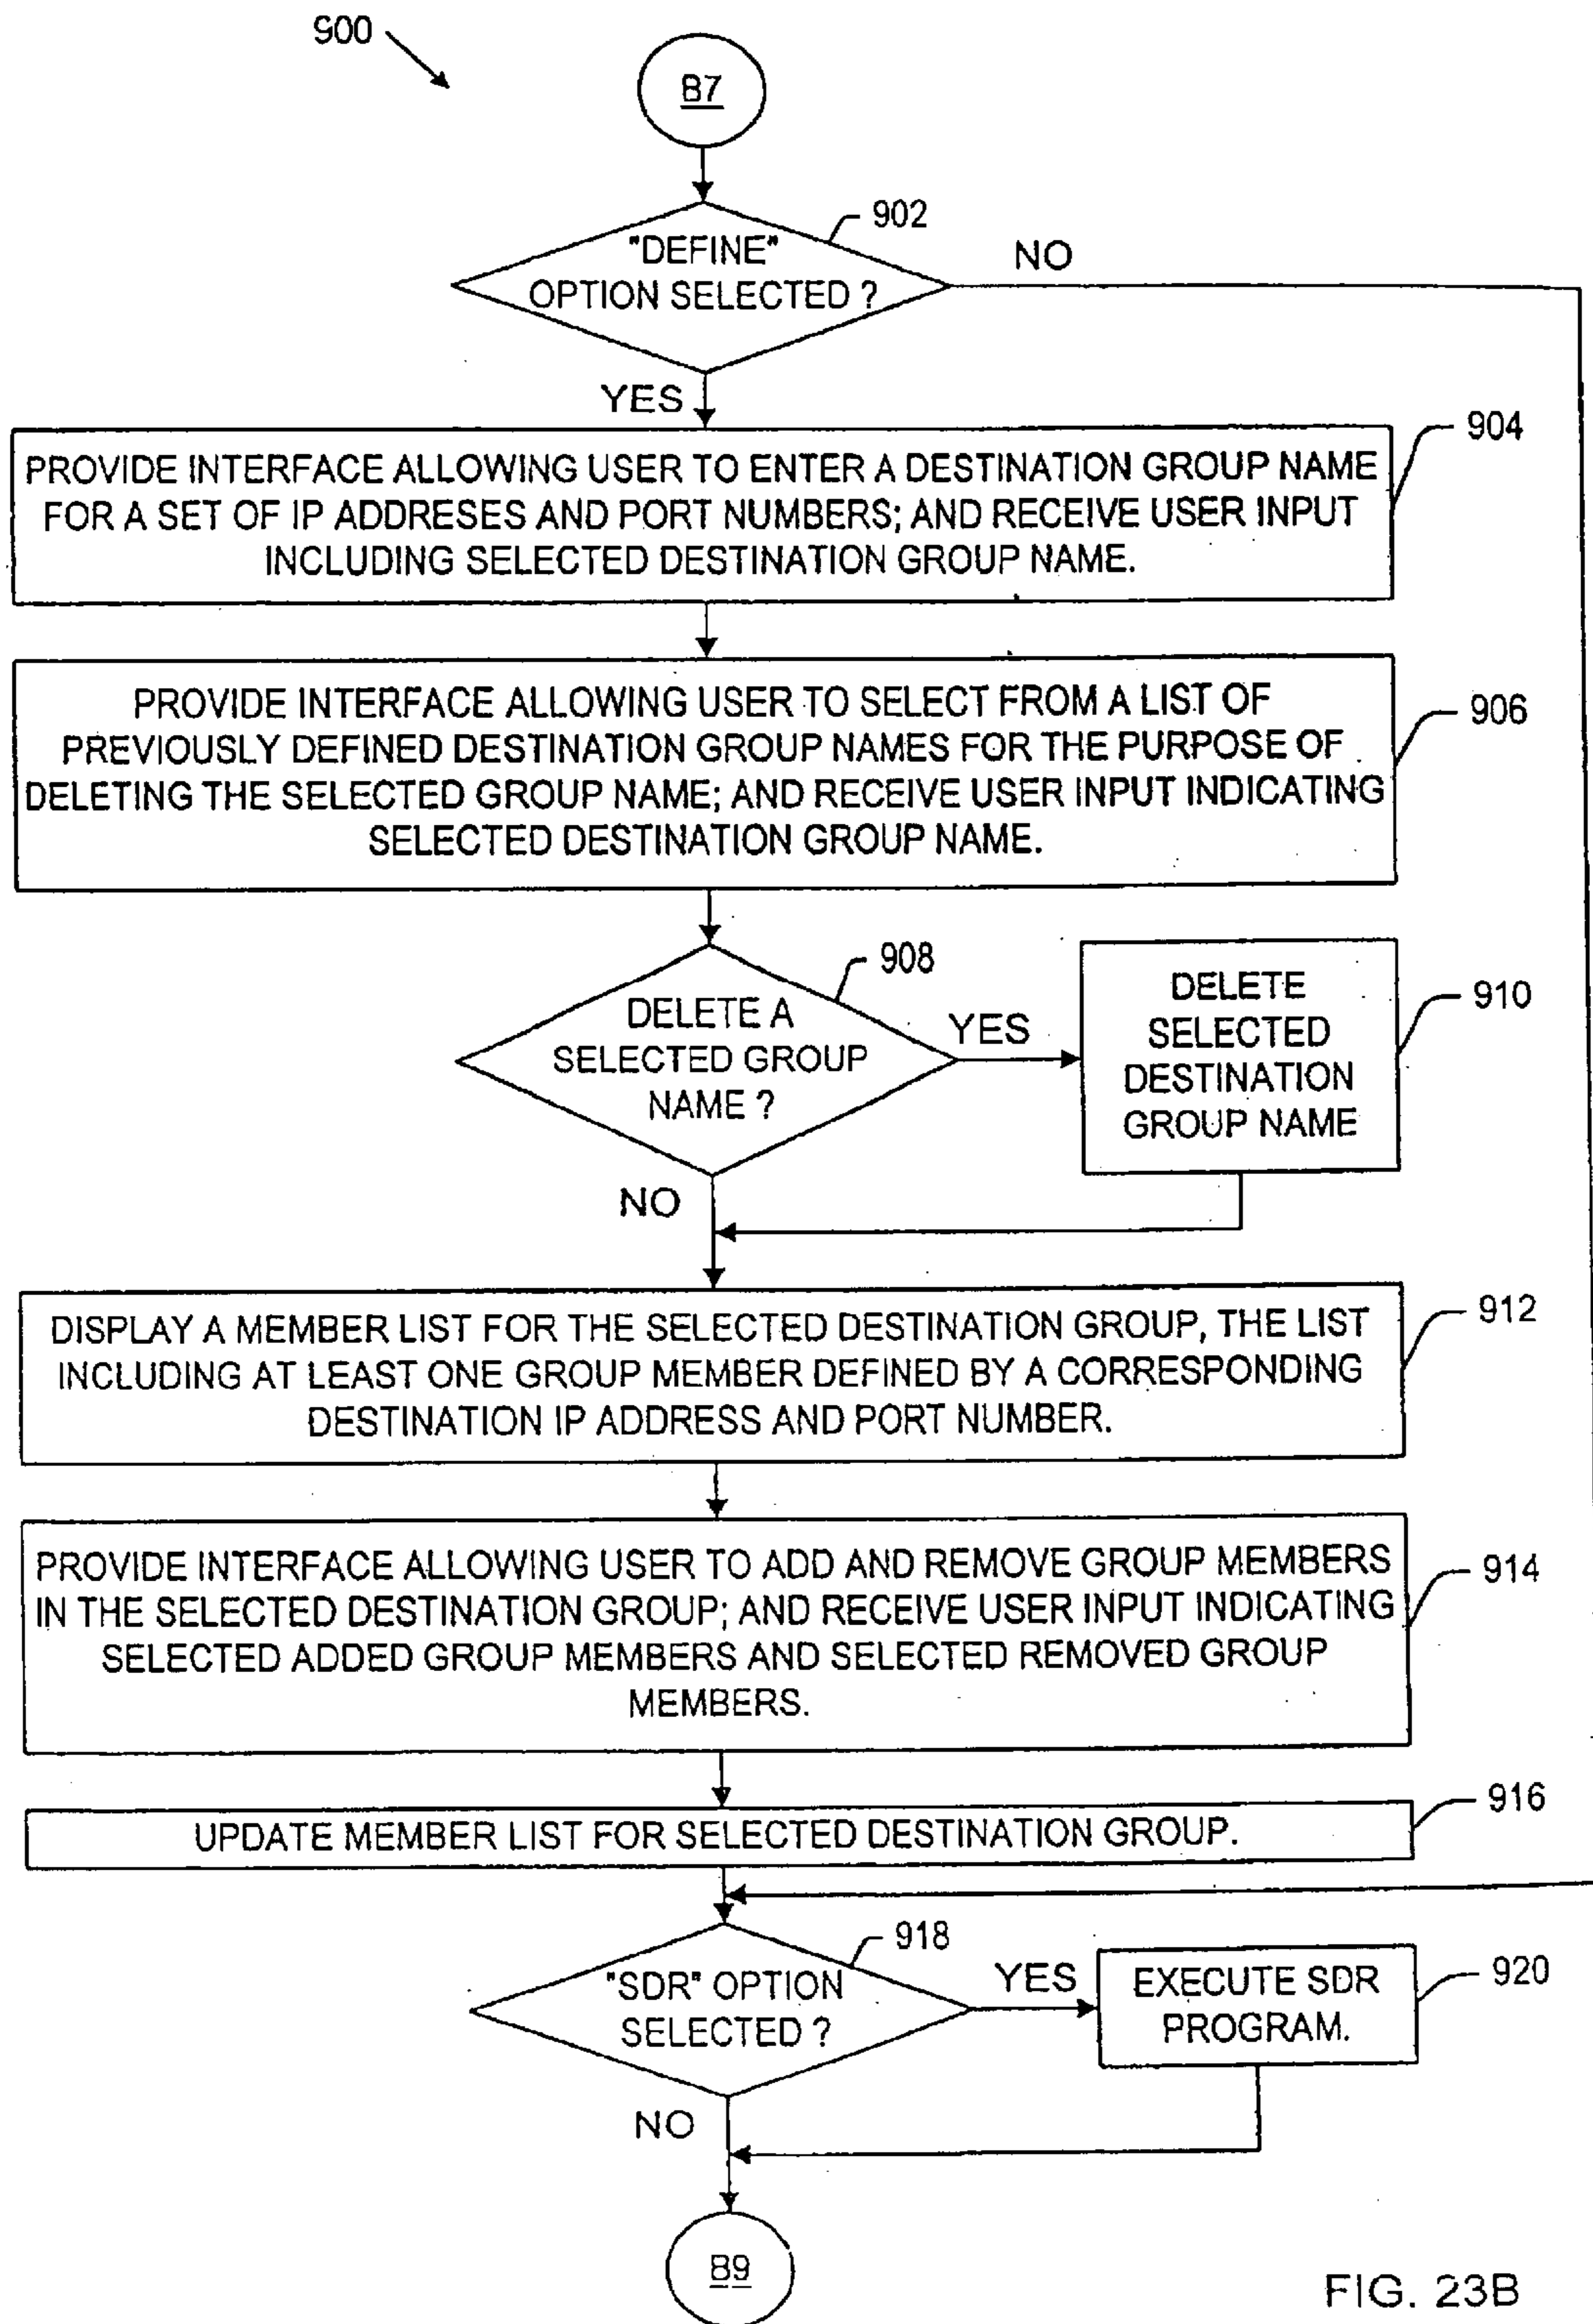 900
B7
902
"DEFINE"
OPTION SELECTED ?
NO
YES
904
PROVIDE INTERFACE ALLOWING USER TO ENTER A DESTINATION GROUP NAME
FOR A SET OF IP ADDRESES AND PORT NUMBERS; AND RECEIVE USER INPUT
INCLUDING SELECTED DESTINATION GROUP NAME.
906
PROVIDE INTERFACE ALLOWING USER TO SELECT FROM A LIST OF
PREVIOUSLY DEFINED DESTINATION GROUP NAMES FOR THE PURPOSE OF
DELETING THE SELECTED GROUP NAME; AND RECEIVE USER INPUT INDICATING
SELECTED DESTINATION GROUP NAME.
908
DELETE A
SELECTED GROUP
NAME ?
YES
NO
910
DELETE
SELECTED
DESTINATION
GROUP NAME
912
DISPLAY A MEMBER LIST FOR THE SELECTED DESTINATION GROUP, THE LIST
INCLUDING AT LEAST ONE GROUP MEMBER DEFINED BY A CORRESPONDING
DESTINATION IP ADDRESS AND PORT NUMBER.
914
PROVIDE INTERFACE ALLOWING USER TO ADD AND REMOVE GROUP MEMBERS
IN THE SELECTED DESTINATION GROUP; AND RECEIVE USER INPUT INDICATING
SELECTED ADDED GROUP MEMBERS AND SELECTED REMOVED GROUP
MEMBERS.
916
UPDATE MEMBER LIST FOR SELECTED DESTINATION GROUP.
918
"SDR" OPTION
SELECTED ?
YES
NO
920
EXECUTE SDR
PROGRAM.
B9
FIG. 23B